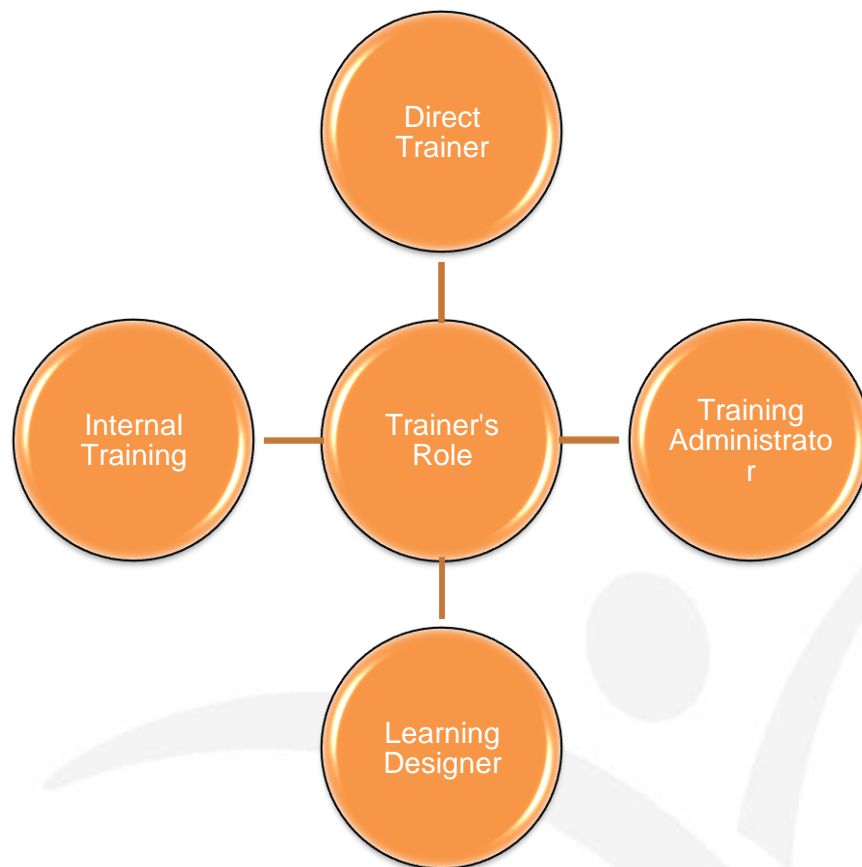 Direct
Trainer
Internal
Training
Trainer's
Role
Training
Administrato
r
Learning
Designer